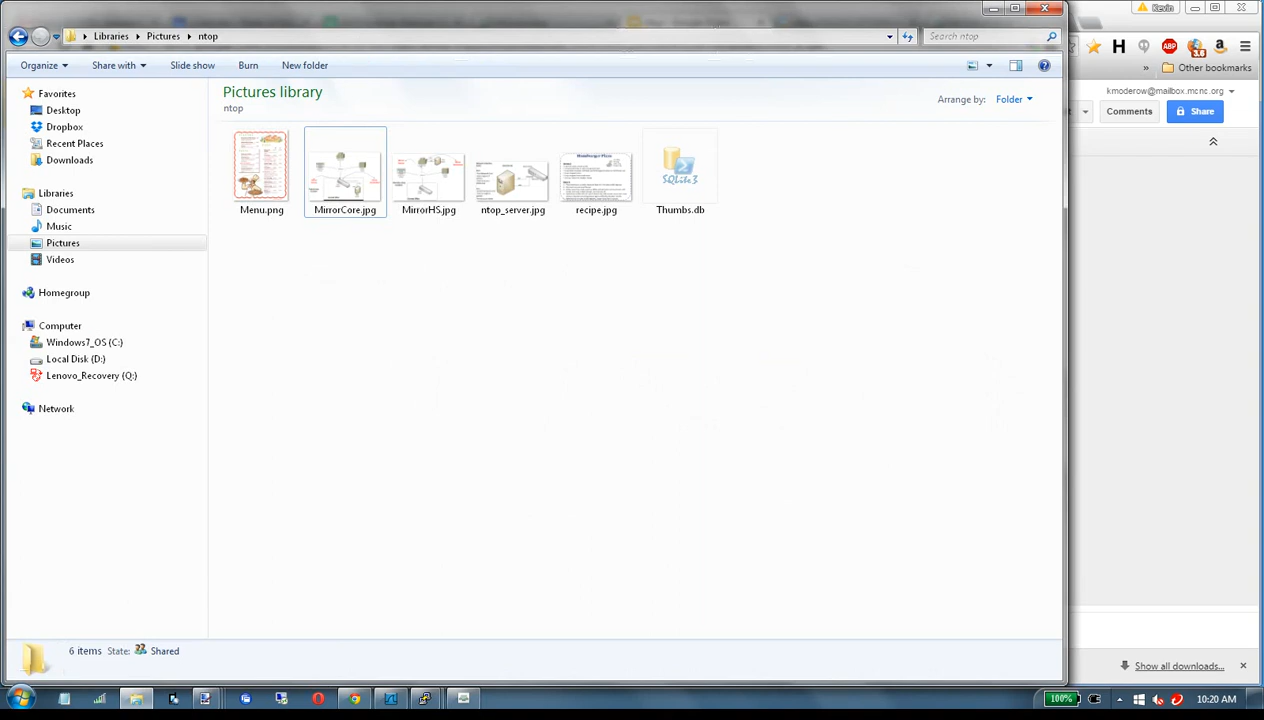 Kevin
Libraries Pictures ntop
Search ntop
H ABP
Organize Share with Slide show Burn New folder
Other bookmarks
Favorites
Desktop
Dropbox
Recent Places
Downloads
Libraries
Documents
Music
Pictures
Videos
Homegroup
Computer
Windows7_OS (C:)
Local Disk (D:)
Lenovo_Recovery (Q:)
Network
Pictures library
ntop
Arrange by: Folder
SQLite3
Menu.png MirrorCore.jpg MirrorHS.jpg ntop_server.jpg recipe.jpg Thumbs.db
kmoderow@mailbox.mcnc.org
Comments Share
6 items State: Shared
Show all downloads...
100% 10:20 AM